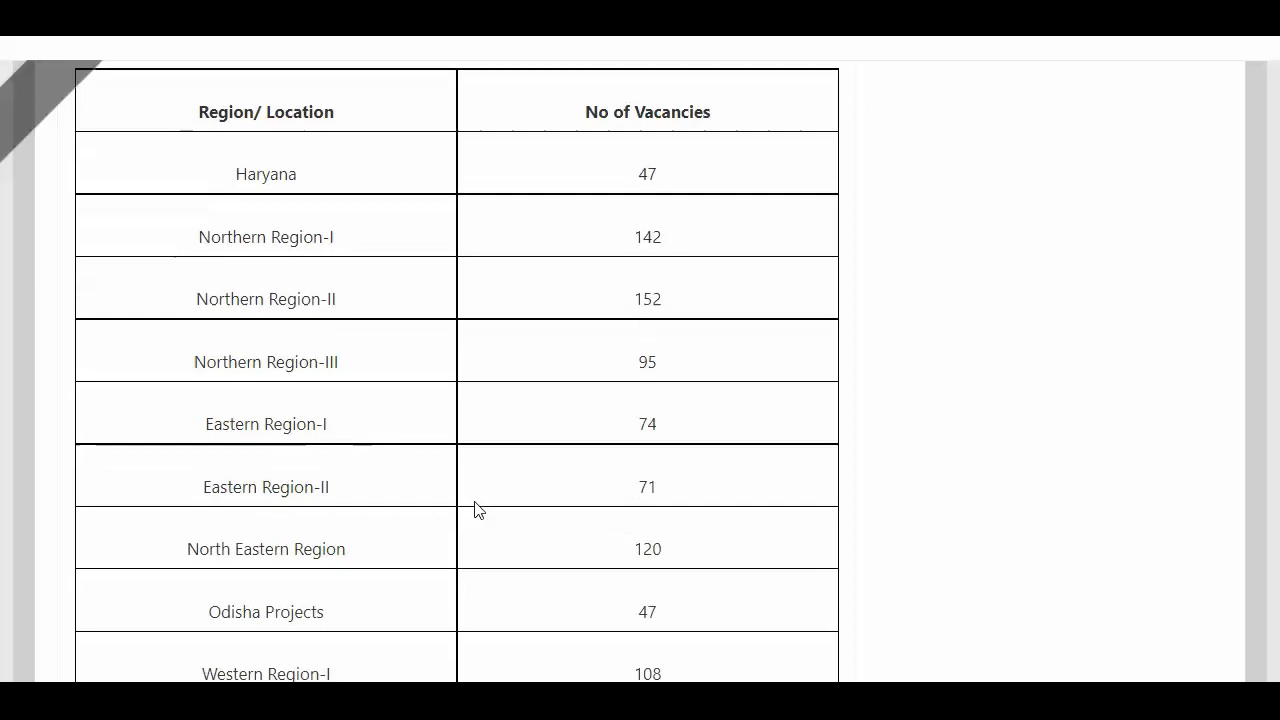 Region/ Location No of Vacancies
Haryana 47
Northern Region-I 142
Northern Region-II 152
Northern Region-III 95
Eastern Region-I 74
Eastern Region-II 71
North Eastern Region 120
Odisha Projects 47
Western Region-I 108